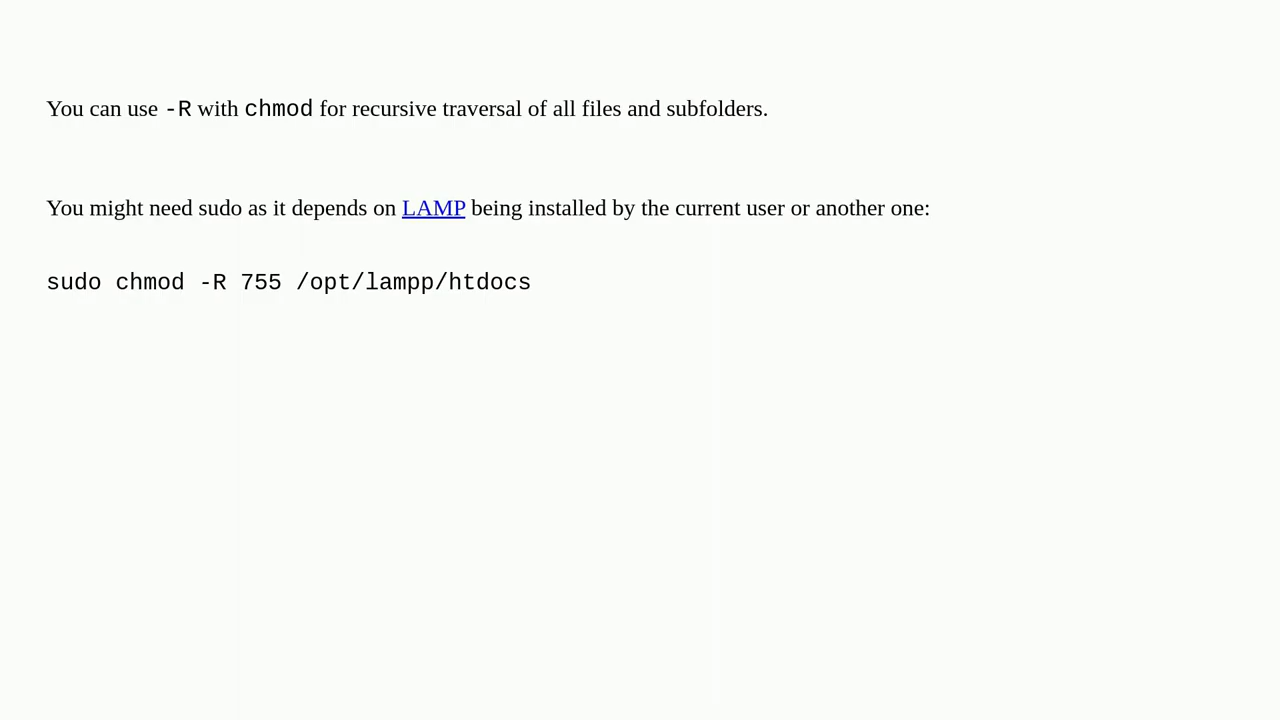 You can use -R with chmod for recursive traversal of all files and subfolders.
You might need sudo as it depends on LAMP being installed by the current user or another one:
sudo chmod -R 755 /opt/lampp/htdocs